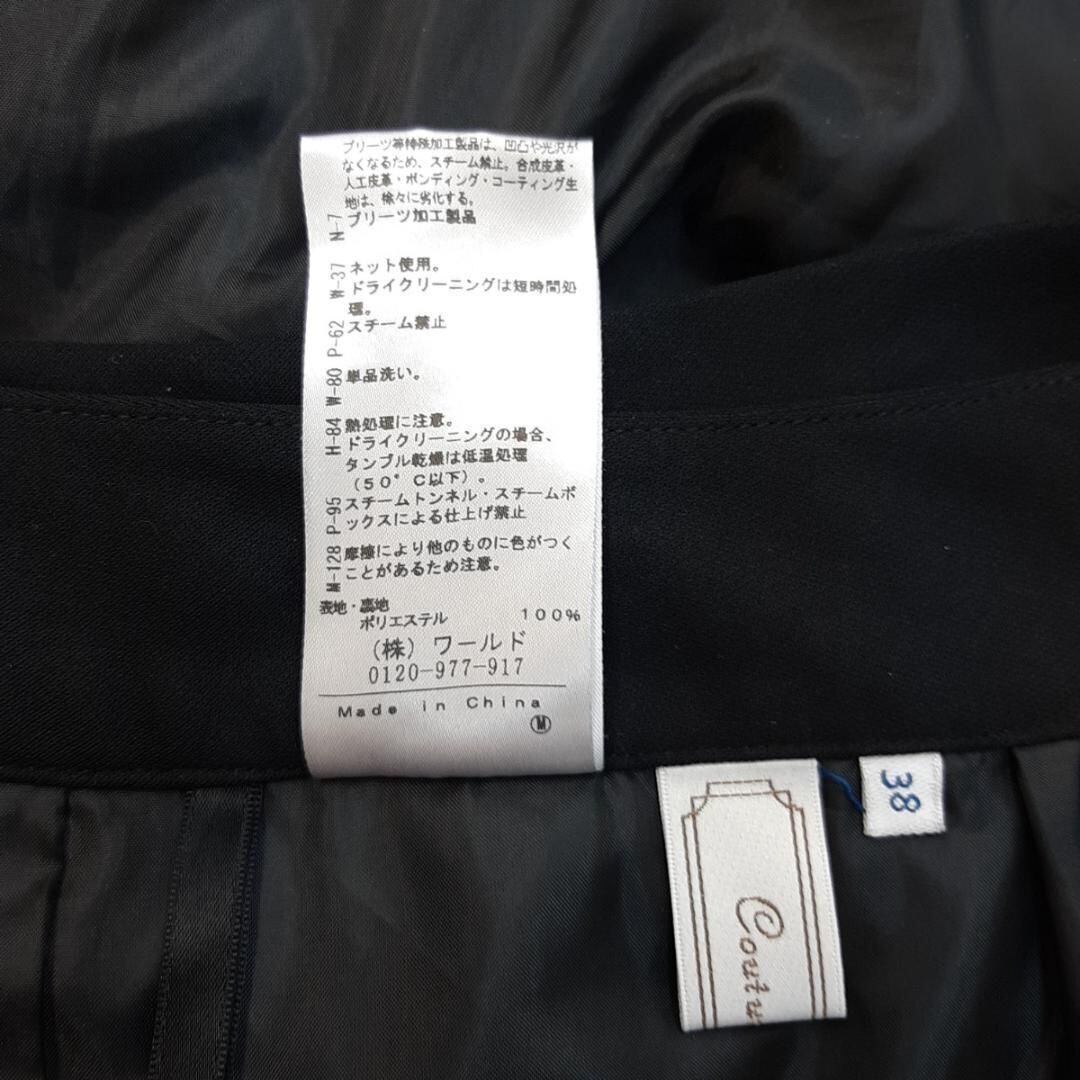 プリーツ等特殊加工製品は、凹凸や光沢が
なくなるため、スチーム禁止。合成皮革・
人工皮革・ボンディング・コーティング生
地は、徐々に劣化する。
N-7 プリーツ加工製品
W-37 ネット使用。
ドライクリーニングは短時間処
理。
P-62 スチーム禁止
W-80 単品洗い。
H-84 熱処理に注意。
ドライクリーニングの場合、
タンブル乾燥は低温処理
(50°C以下)。
P-95 スチームトンネル・スチームボ
ックスによる仕上げ禁止
M-128 摩擦により他のものに色がつく
ことがあるため注意。
表地・裏地
ポリエステル 100%
(株) ワールド
0120-977-917
Made in China
M
38
Coutu